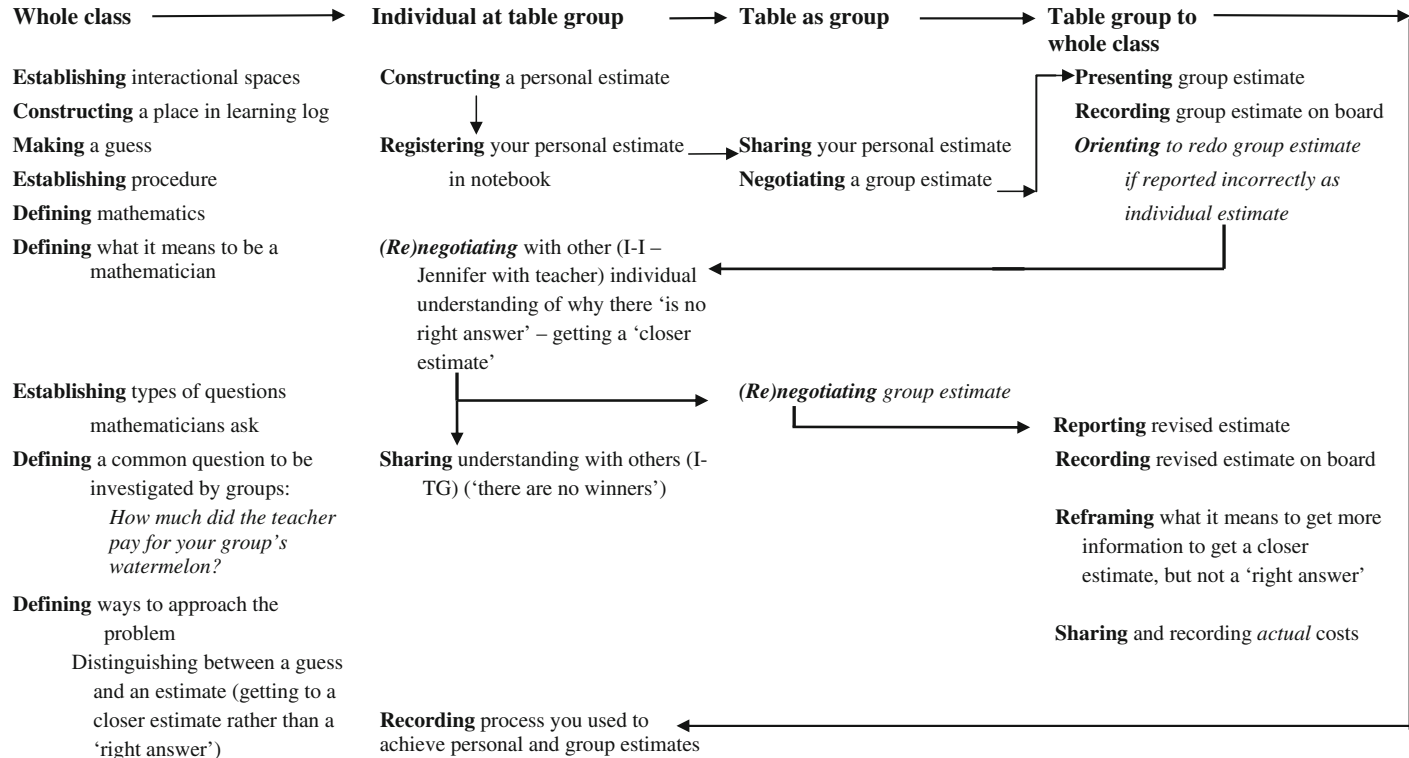 Whole class
Individual at table group
Table as group
Table group to
whole class
Establishing interactional spaces
Constructing a place in learning log
Making a guess
Establishing procedure
Defining mathematics
Defining what it means to be a
mathematician
Establishing types of questions
mathematicians ask
Defining a common question to be
investigated by groups:
How much did the teacher
pay for your group's
watermelon?
Defining ways to approach the
problem
Distinguishing between a guess
and an estimate (getting to a
closer estimate rather than a
‘right answer’)
Constructing a personal estimate
Registering your personal estimate
in notebook
(Re)negotiating with other (I-I –
Jennifer with teacher) individual
understanding of why there ‘is no
right answer’ – getting a ‘closer
estimate’
Sharing understanding with others (I-
TG) (‘there are no winners’)
Recording process you used to
achieve personal and group estimates
Sharing your personal estimate
Negotiating a group estimate
(Re)negotiating group estimate
Presenting group estimate
Recording group estimate on board
Orienting to redo group estimate
if reported incorrectly as
individual estimate
Reporting revised estimate
Recording revised estimate on board
Reframing what it means to get more
information to get a closer
estimate, but not a ‘right answer’
Sharing and recording actual costs